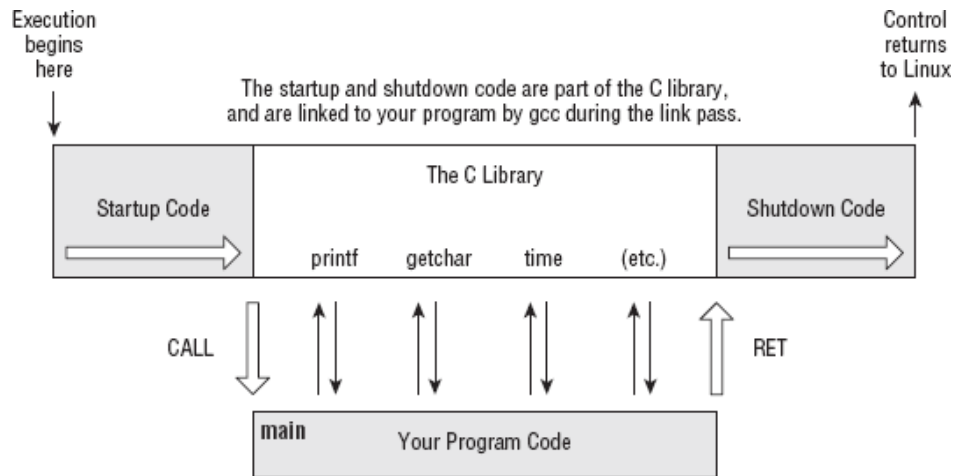 Execution
begins
here
Control
returns
to Linux
The startup and shutdown code are part of the C library,
and are linked to your program by gcc during the link pass.
The C Library
Startup Code
Shutdown Code
printf getchar time (etc.)
CALL
RET
main
Your Program Code